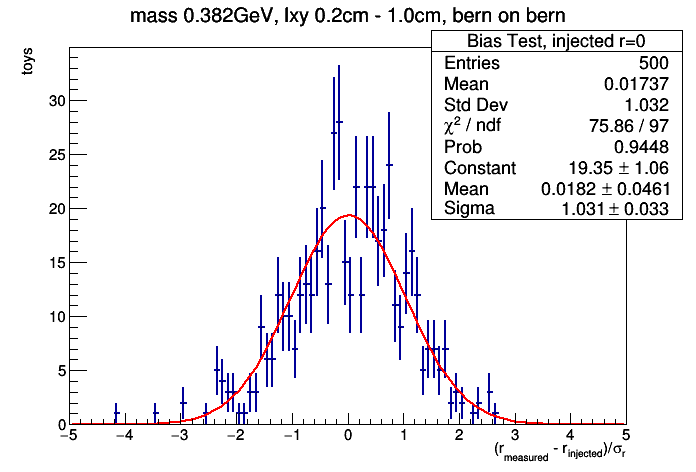 mass 0.382GeV, lxy 0.2cm - 1.0cm, bern on bern
toys
Bias Test, injected r=0
Entries 500
Mean 0.01737
Std Dev 1.032
χ² / ndf 75.86 / 97
Prob 0.9448
Constant 19.35 ± 1.06
Mean 0.0182 ± 0.0461
Sigma 1.031 ± 0.033
30
25
20
15
10
5
0
−5 −4 −3 −2 −1 0 1 2 3 4 5
(r_measured - r_injected)/σ_r